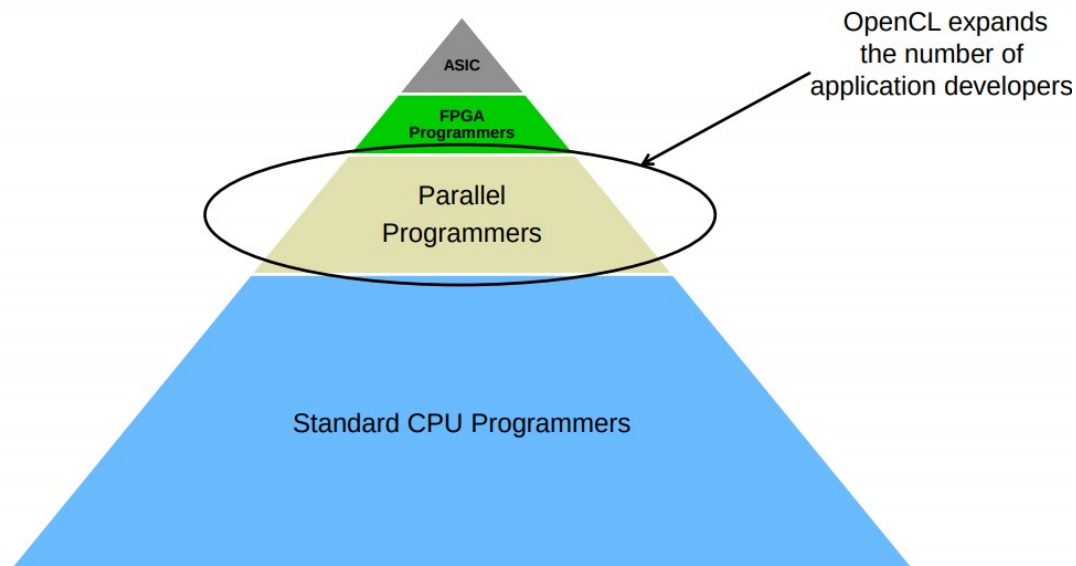 OpenCL expands
the number of
application developers
ASIC
FPGA
Programmers
Parallel
Programmers
Standard CPU Programmers